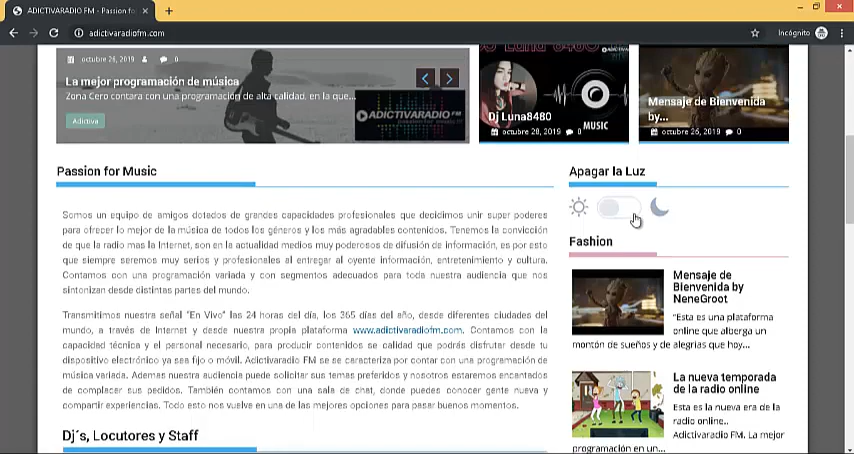 ADICTIVARADIO FM - Passion fo
adictivaradiofm.com
Incógnito
octubre 26, 2019 0
La mejor programación de música
Zona Cero contara con una programación de alta calidad, en la que...
Adictiva
ADICTIVARADIO FM
Dj Luna8480
octubre 28, 2019 0
MUSIC
Mensaje de Bienvenida
by...
octubre 26, 2019 0
Passion for Music
Somos un equipo de amigos dotados de grandes capacidades profesionales que decidimos unir super poderes
para ofrecer lo mejor de la música de todos los géneros y los más agradables contenidos. Tenemos la convicción
de que la radio mas la Internet, son en la actualidad medios muy poderosos de difusión de información, es por esto
que siempre seremos muy serios y profesionales al entregar al oyente información, entretenimiento y cultura.
Contamos con una programación variada y con segmentos adecuados para toda nuestra audiencia que nos
sintonizan desde distintas partes del mundo.
Transmitimos nuestra señal "En Vivo" las 24 horas del día, los 365 días del año, desde diferentes ciudades del
mundo, a través de Internet y desde nuestra propia plataforma www.adictivaradiofm.com. Contamos con la
capacidad técnica y el personal necesario, para producir contenidos se calidad que podrás disfrutar desde tu
dispositivo electrónico ya sea fijo o móvil. Adictivaradio FM se se caracteriza por contar con una programación de
música variada. Ademas nuestra audiencia puede solicitar sus temas preferidos y nosotros estaremos encantados
de complacer sus pedidos. También contamos con una sala de chat, donde puedes conocer gente nueva y
compartir experiencias. Todo esto nos vuelve en una de las mejores opciones para pasar buenos momentos.
Dj´s, Locutores y Staff
Apagar la Luz
Fashion
Mensaje de
Bienvenida by
NeneGroot
"Esta es una plataforma
online que alberga un
montón de sueños y de alegrias que hoy...
La nueva temporada
de la radio online
Esta es la nueva era de la
radio online..
Adictivaradio FM. La mejor
programación en un...